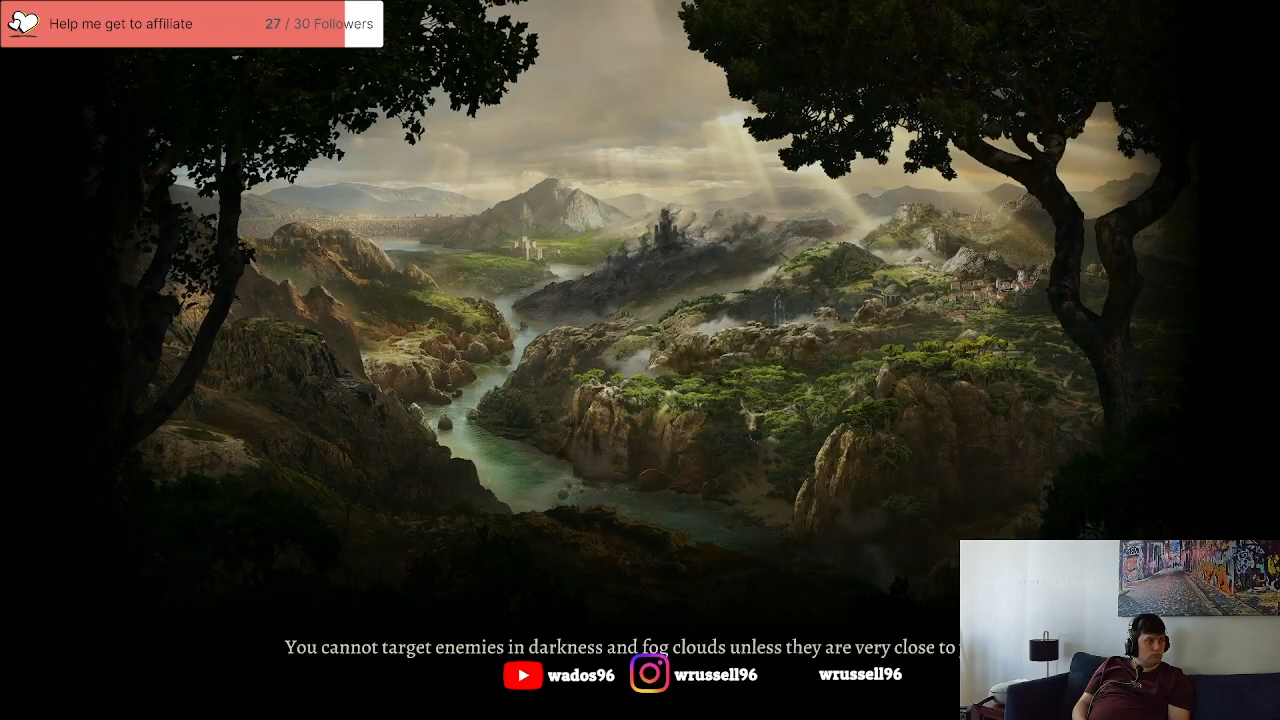 Help me get to affiliate
27 / 30 Followers
You cannot target enemies in darkness and fog clouds unless they are very close to
wados96
wrussell96
wrussell96